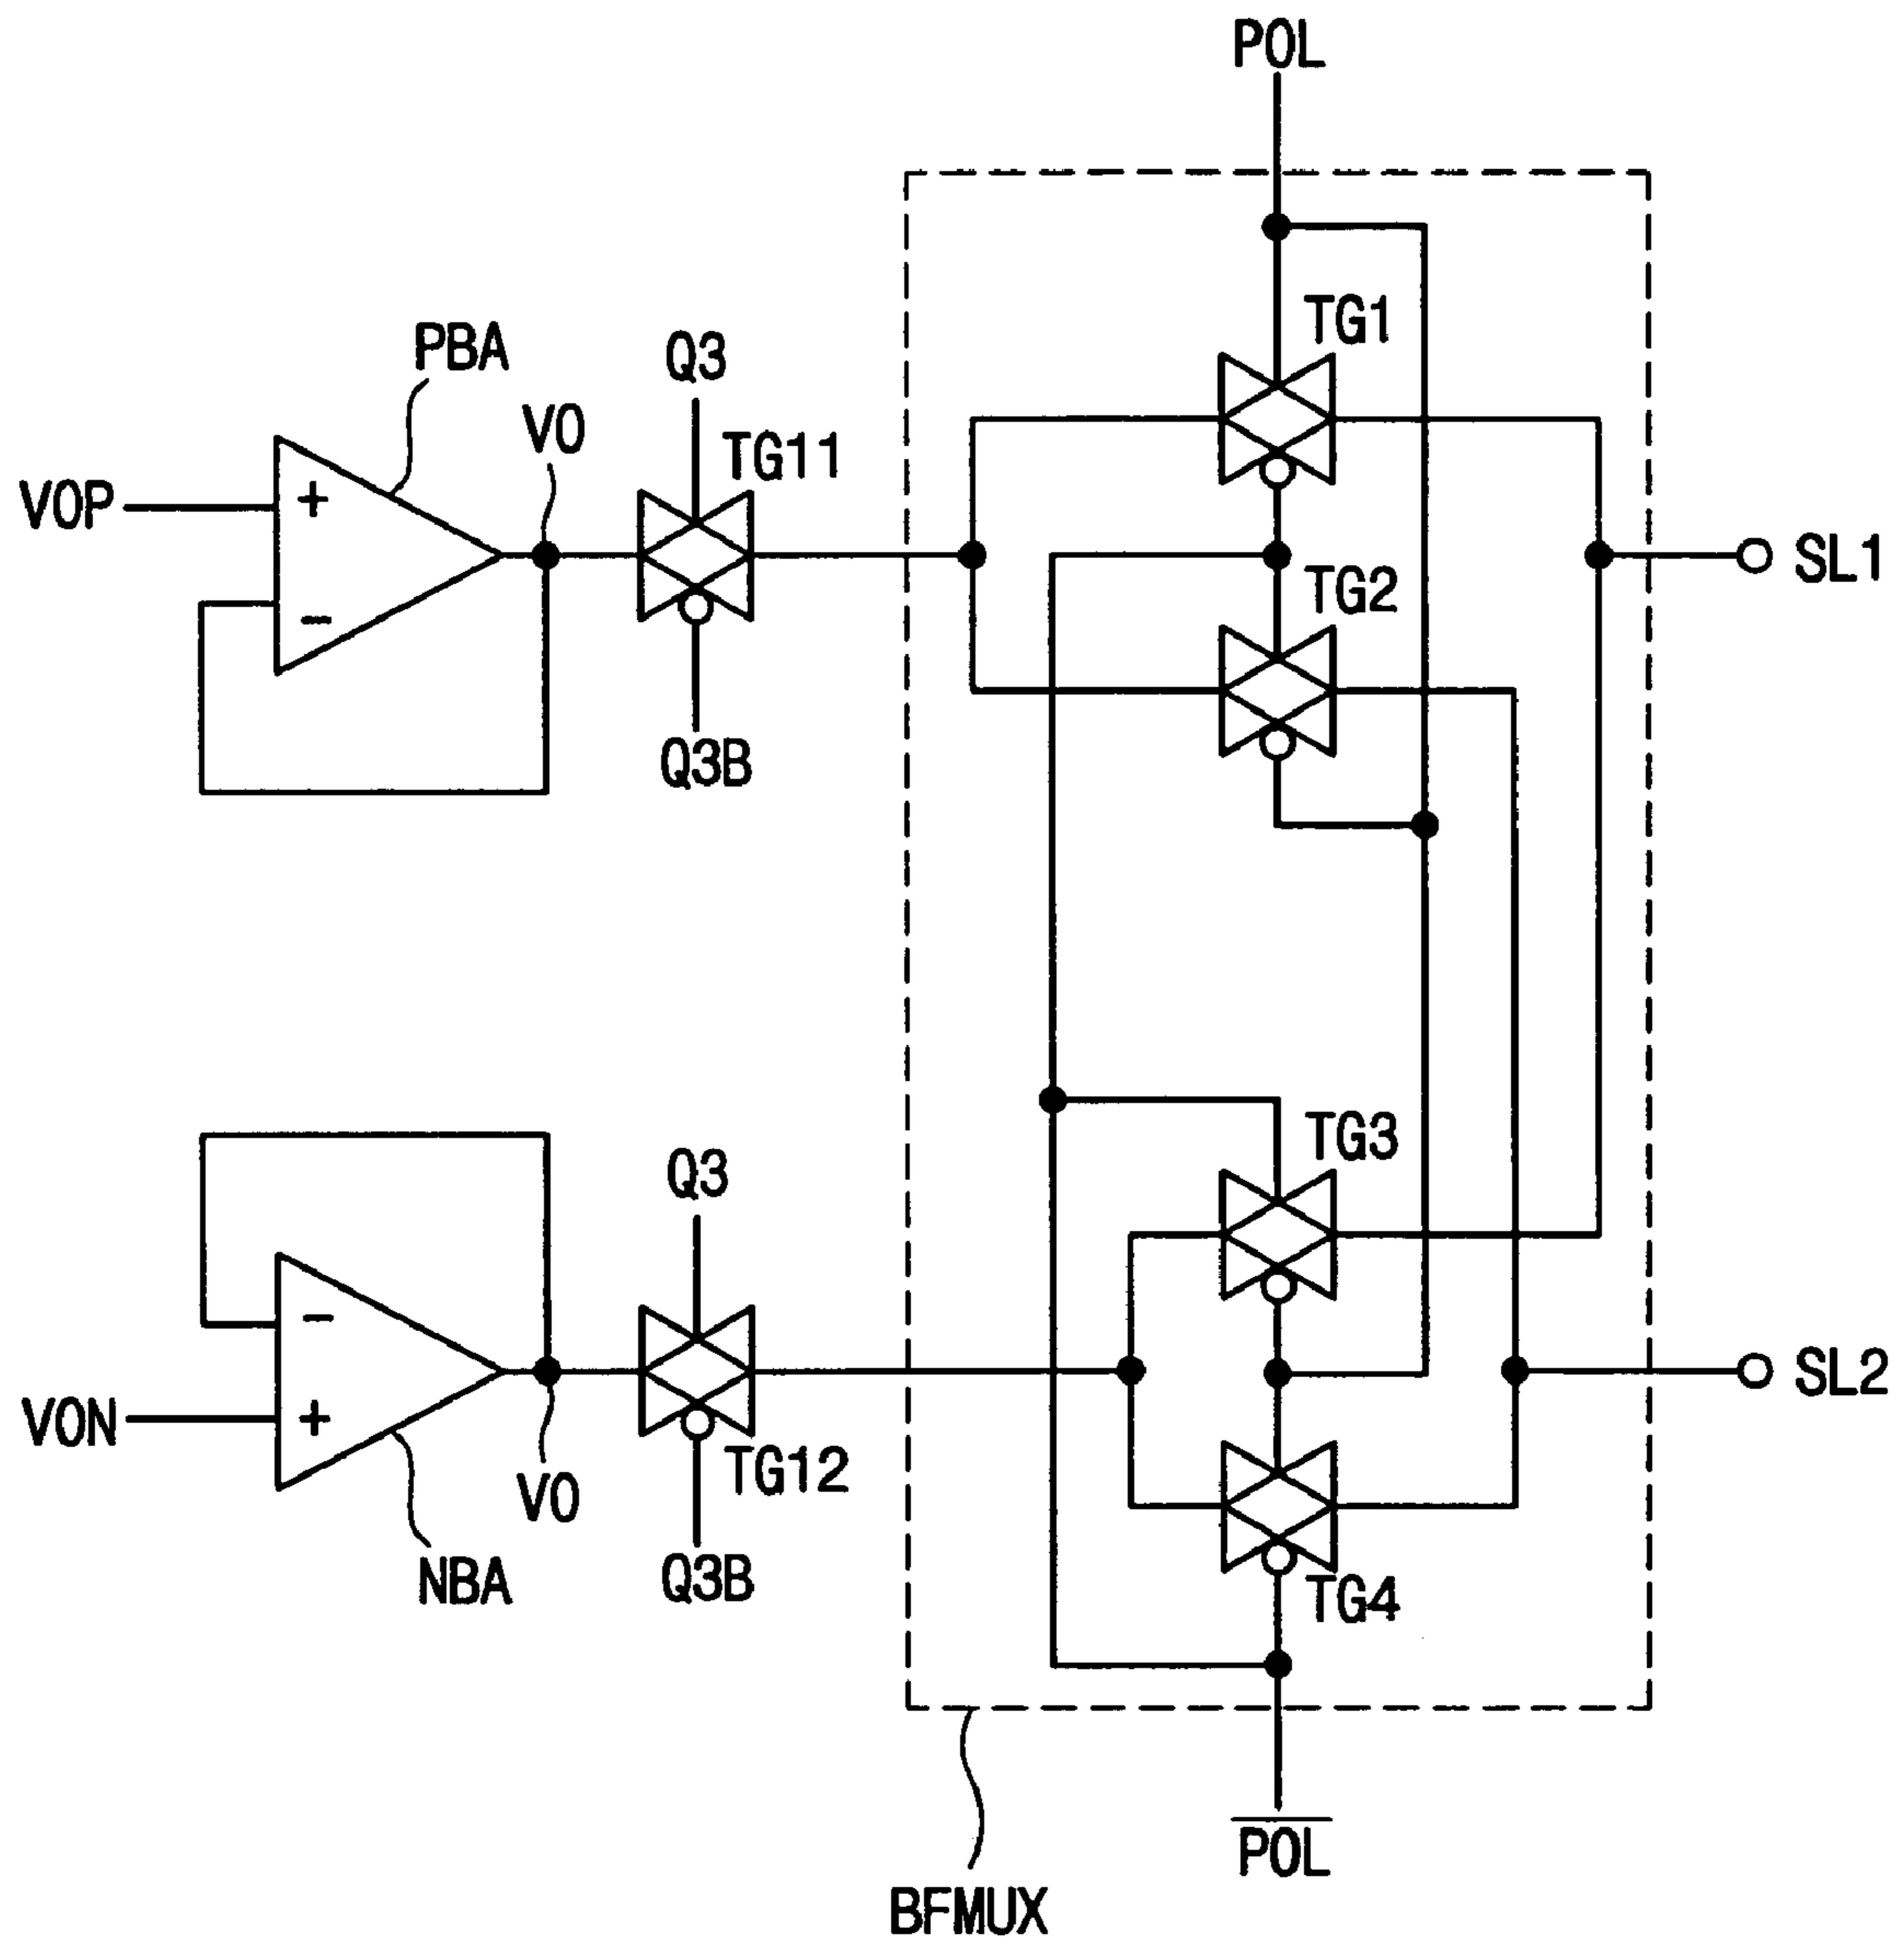 POL
TG1
PBA
Q3
VO
TG11
VOP
+
SL1
TG2
−
Q3B
TG3
Q3
−
SL2
VON
+
TG12
VO
NBA
Q3B
TG4
POL
BFMUX